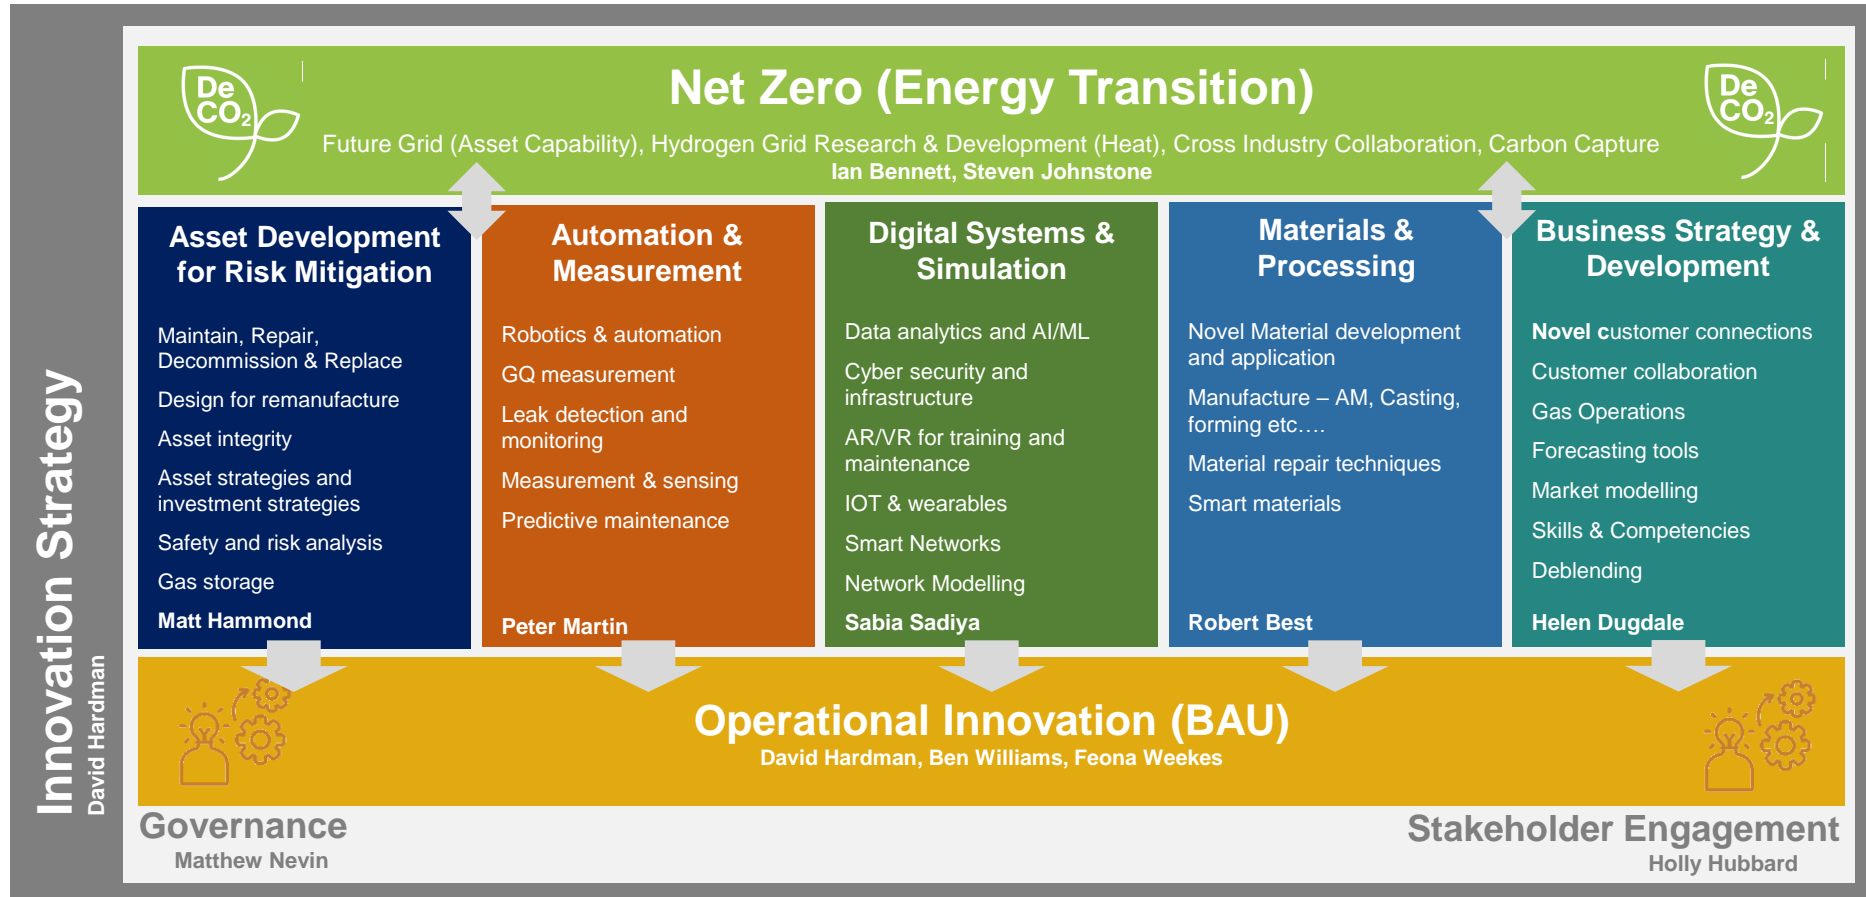 Innovation Strategy
David Hardman
De
CO2
Net Zero (Energy Transition)
De
CO2
Future Grid (Asset Capability), Hydrogen Grid Research & Development (Heat), Cross Industry Collaboration, Carbon Capture
Ian Bennett, Steven Johnstone
Asset Development
for Risk Mitigation
Maintain, Repair,
Decommission & Replace
Design for remanufacture
Asset integrity
Asset strategies and
investment strategies
Safety and risk analysis
Gas storage
Matt Hammond
Automation &
Measurement
Robotics & automation
GQ measurement
Leak detection and
monitoring
Measurement & sensing
Predictive maintenance
Peter Martin
Digital Systems &
Simulation
Data analytics and AI/ML
Cyber security and
infrastructure
AR/VR for training and
maintenance
IOT & wearables
Smart Networks
Network Modelling
Sabia Sadiya
Materials &
Processing
Novel Material development
and application
Manufacture – AM, Casting,
forming etc….
Material repair techniques
Smart materials
Robert Best
Business Strategy &
Development
Novel customer connections
Customer collaboration
Gas Operations
Forecasting tools
Market modelling
Skills & Competencies
Deblending
Helen Dugdale
Operational Innovation (BAU)
David Hardman, Ben Williams, Feona Weekes
Governance
Matthew Nevin
Stakeholder Engagement
Holly Hubbard